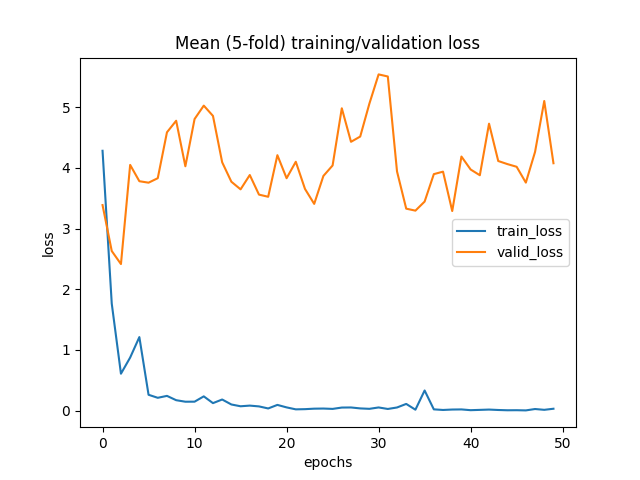 Mean (5-fold) training/validation loss
5
4
3
2
1
0
loss
train_loss
valid_loss
0 10 20 30 40 50
epochs